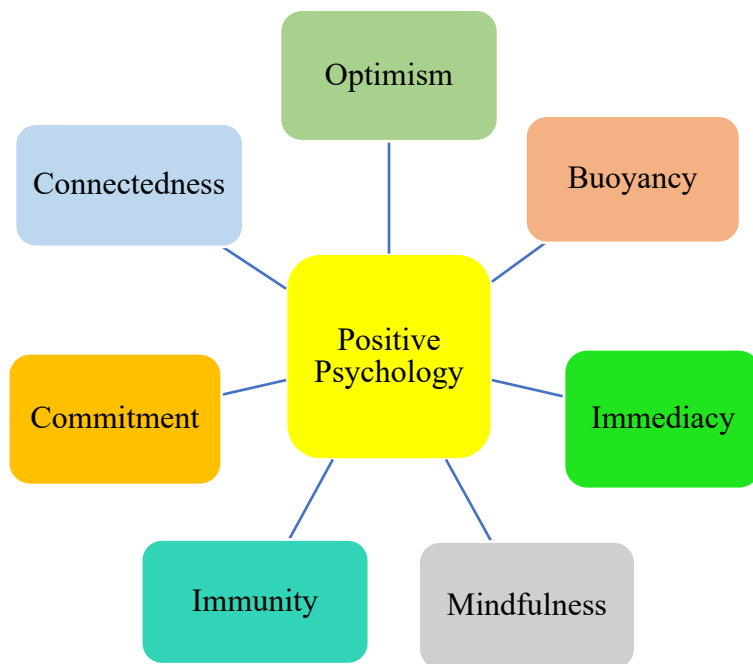 Optimism
Buoyancy
Connectedness
Positive
Psychology
Commitment
Immediacy
Immunity
Mindfulness